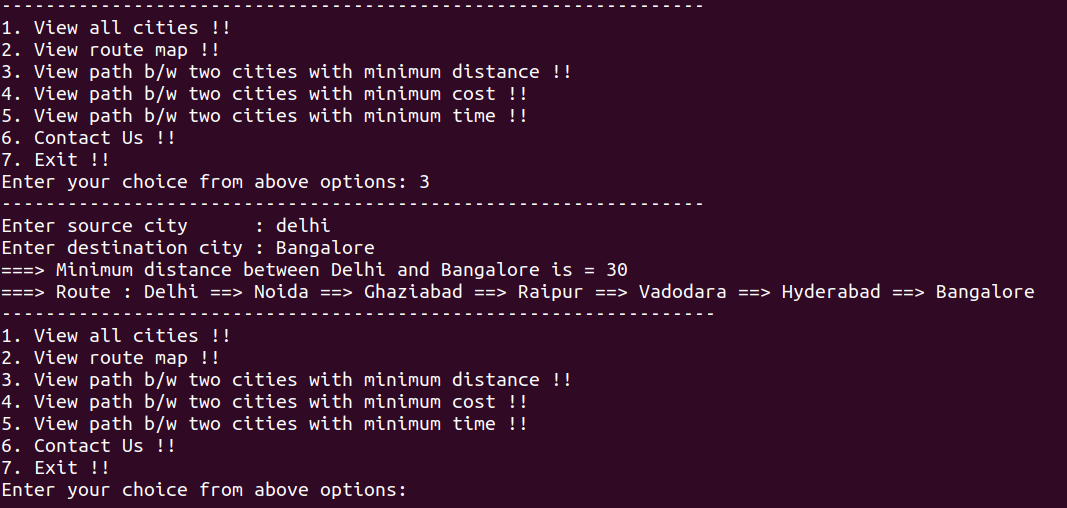 ----------------------------------------------------------------
1. View all cities !!
2. View route map !!
3. View path b/w two cities with minimum distance !!
4. View path b/w two cities with minimum cost !!
5. View path b/w two cities with minimum time !!
6. Contact Us !!
7. Exit !!
Enter your choice from above options: 3
----------------------------------------------------------------
Enter source city      : delhi
Enter destination city : Bangalore
===> Minimum distance between Delhi and Bangalore is = 30
===> Route : Delhi ==> Noida ==> Ghaziabad ==> Raipur ==> Vadodara ==> Hyderabad ==> Bangalore
-----------------------------------------------------------------
1. View all cities !!
2. View route map !!
3. View path b/w two cities with minimum distance !!
4. View path b/w two cities with minimum cost !!
5. View path b/w two cities with minimum time !!
6. Contact Us !!
7. Exit !!
Enter your choice from above options: